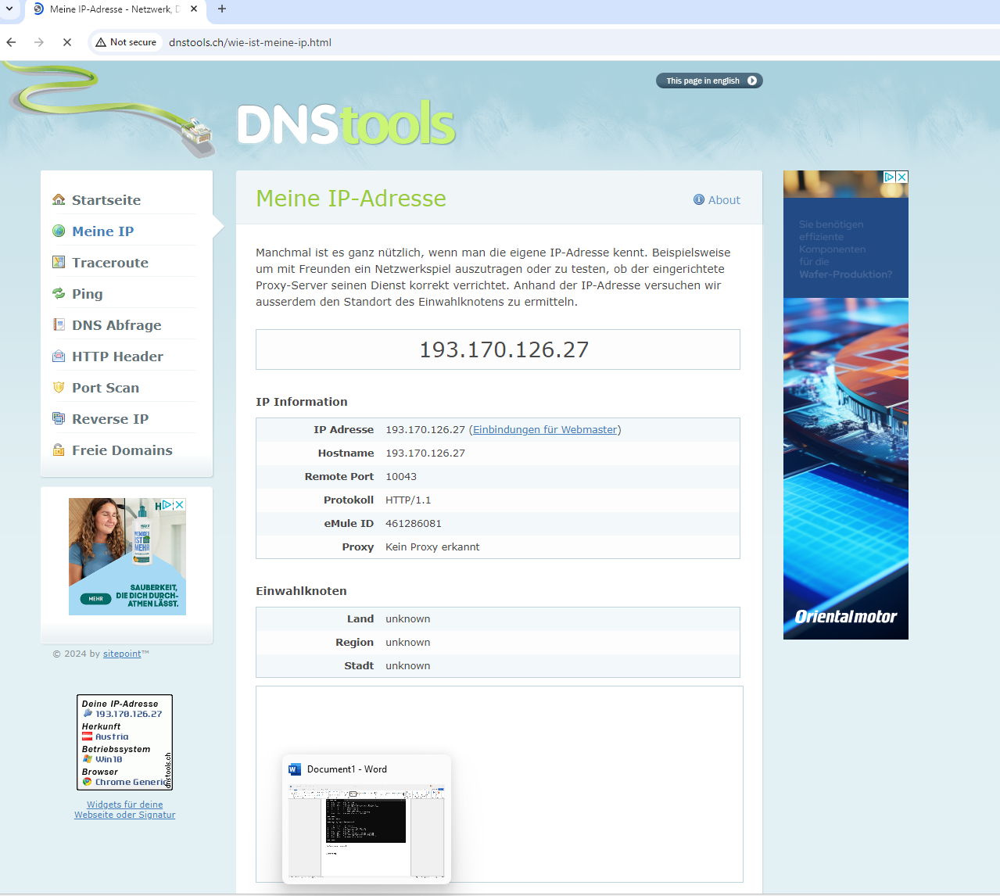 Meine IP-Adresse - Netzwerk, D
Not secure
dnstools.ch/wie-ist-meine-ip.html
This page in english
DNStools
Startseite
Meine IP
Traceroute
Ping
DNS Abfrage
HTTP Header
Port Scan
Reverse IP
Freie Domains
MEHR
SAUBERKEIT,
DIE DICH DURCH-
ATMEN LÄSST.
© 2024 by sitepoint™
Deine IP-Adresse
193.170.126.27
Herkunft
Austria
Betriebssystem
Win10
Browser
Chrome Generic
dnstools.ch
Widgets für deine
Webseite oder Signatur
Meine IP-Adresse
About
Manchmal ist es ganz nützlich, wenn man die eigene IP-Adresse kennt. Beispielsweise
um mit Freunden ein Netzwerkspiel auszutragen oder zu testen, ob der eingerichtete
Proxy-Server seinen Dienst korrekt verrichtet. Anhand der IP-Adresse versuchen wir
ausserdem den Standort des Einwahlknotens zu ermitteln.
193.170.126.27
IP Information
IP Adresse 193.170.126.27 (Einbindungen für Webmaster)
Hostname 193.170.126.27
Remote Port 10043
Protokoll HTTP/1.1
eMule ID 461286081
Proxy Kein Proxy erkannt
Einwahlknoten
Land unknown
Region unknown
Stadt unknown
Document1 - Word
Sie benötigen
effiziente
Komponenten
für die
Wafer-Produktion?
Orientalmotor